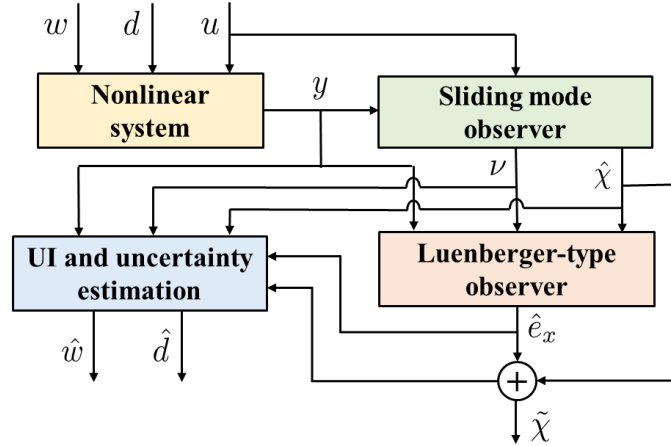 w d u
Nonlinear
system
y
Sliding mode
observer
ν
χ̂
UI and uncertainty
estimation
Luenberger-type
observer
ŵ
d̂
ê_x
+
χ̃